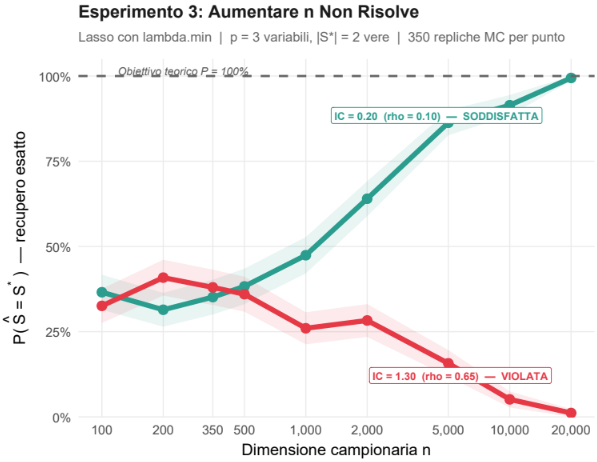 Esperimento 3: Aumentare n Non Risolve
Lasso con lambda.min | p = 3 variabili, |S*| = 2 vere | 350 repliche MC per punto
Obiettivo teorico P = 100%
100%
IC = 0.20 (rho = 0.10) — SODDISFATTA
75%
50%
25%
IC = 1.30 (rho = 0.65) — VIOLATA
0%
P( Ŝ = S* ) — recupero esatto
100 200 350 500 1,000 2,000 5,000 10,000 20,000
Dimensione campionaria n